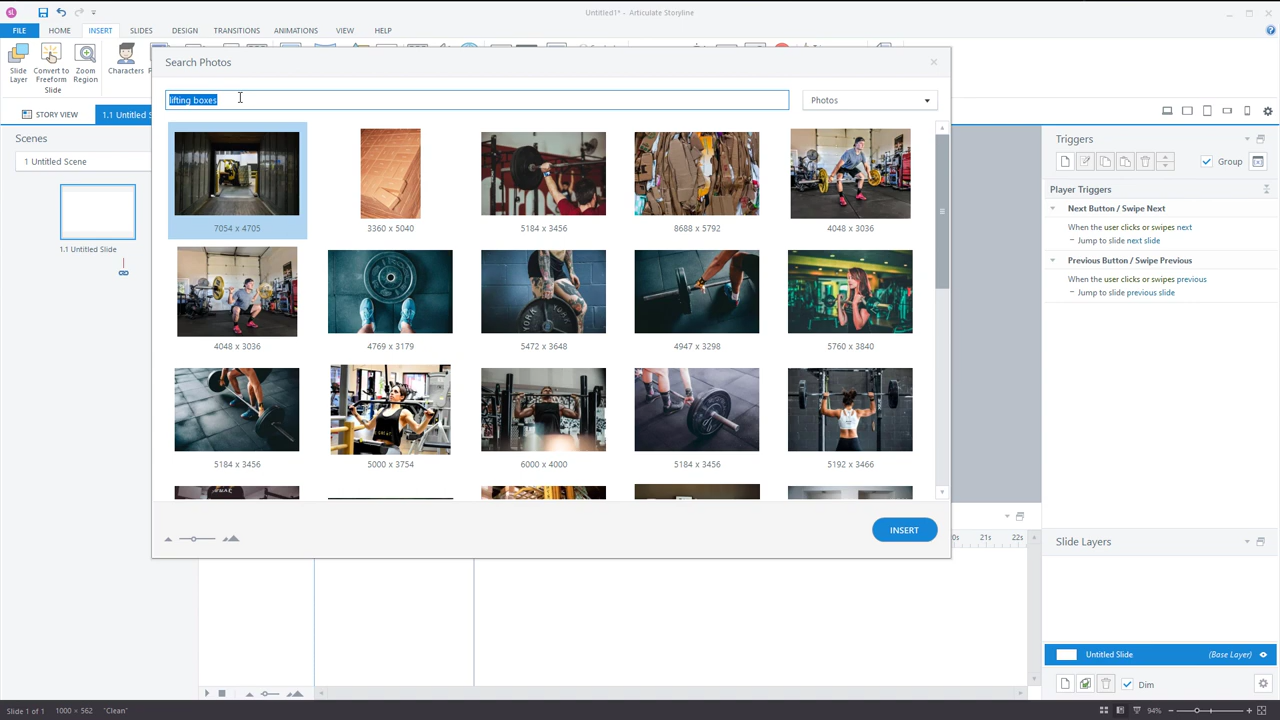 Untitled1* - Articulate Storyline
FILE HOME INSERT SLIDES DESIGN TRANSITIONS ANIMATIONS VIEW HELP
Slide Layer
Convert to Freeform
Zoom Region
Characters
Slide
STORY VIEW
1.1 Untitled S
Scenes
1 Untitled Scene
1.1 Untitled Slide
Search Photos
lifting boxes
Photos
7054 x 4705
3360 x 5040
5184 x 3456
8688 x 5792
4048 x 3036
4048 x 3036
4769 x 3179
5472 x 3648
4947 x 3298
5760 x 3840
5184 x 3456
5000 x 3754
6000 x 4000
5184 x 3456
5192 x 3466
INSERT
Triggers
Group
Player Triggers
Next Button / Swipe Next
When the user clicks or swipes next
– Jump to slide next slide
Previous Button / Swipe Previous
When the user clicks or swipes previous
– Jump to slide previous slide
21s 22s
Slide Layers
Untitled Slide (Base Layer)
Dim
Slide 1 of 1 1000 × 562 "Clean"
94%